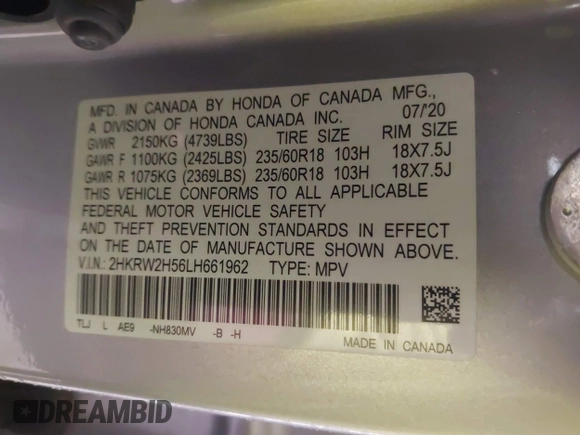 MFD. IN CANADA BY HONDA OF CANADA MFG.,
A DIVISION OF HONDA CANADA INC. 07/'20
GVWR 2150KG (4739LBS) TIRE SIZE RIM SIZE
GAWR F 1100KG (2425LBS) 235/60R18 103H 18X7.5J
GAWR R 1075KG (2369LBS) 235/60R18 103H 18X7.5J
THIS VEHICLE CONFORMS TO ALL APPLICABLE
FEDERAL MOTOR VEHICLE SAFETY
AND THEFT PREVENTION STANDARDS IN EFFECT
ON THE DATE OF MANUFACTURE SHOWN ABOVE.
V.I.N.: 2HKRW2H56LH661962 TYPE: MPV
TLJ L AE9 -NH830MV -B -H
MADE IN CANADA
DREAMBID